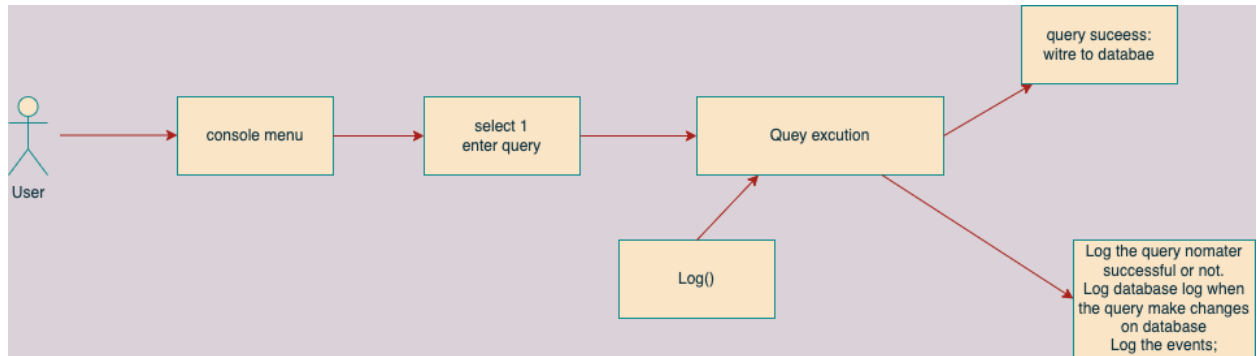 query suceess:
witre to databae
console menu
select 1
enter query
Quey excution
User
Log()
Log the query nomater
successful or not.
Log database log when
the query make changes
on database
Log the events;